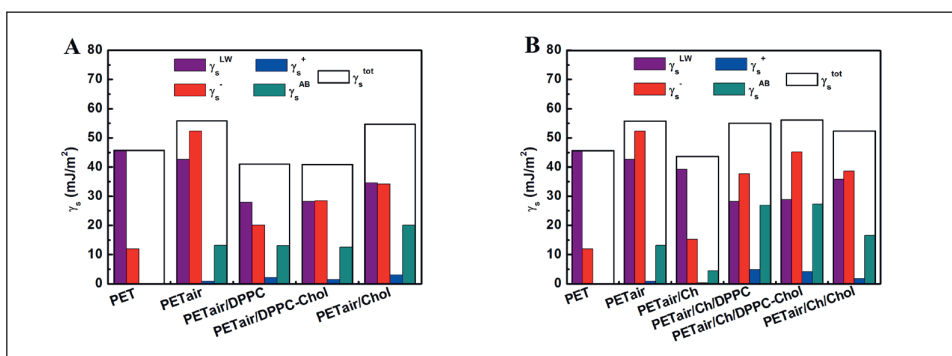 A
80
70
60
50
40
30
20
10
0
γs (mJ/m²)
γsLW
γs+
γs-
γsAB
γstot
PET
PETair
PETair/DPPC
PETair/DPPC-Chol
PETair/Chol
B
80
70
60
50
40
30
20
10
0
γs (mJ/m²)
γsLW
γs+
γs-
γsAB
γstot
PET
PETair
PETair/Ch
PETair/Ch/DPPC
PETair/Ch/DPPC-Chol
PETair/Ch/Chol